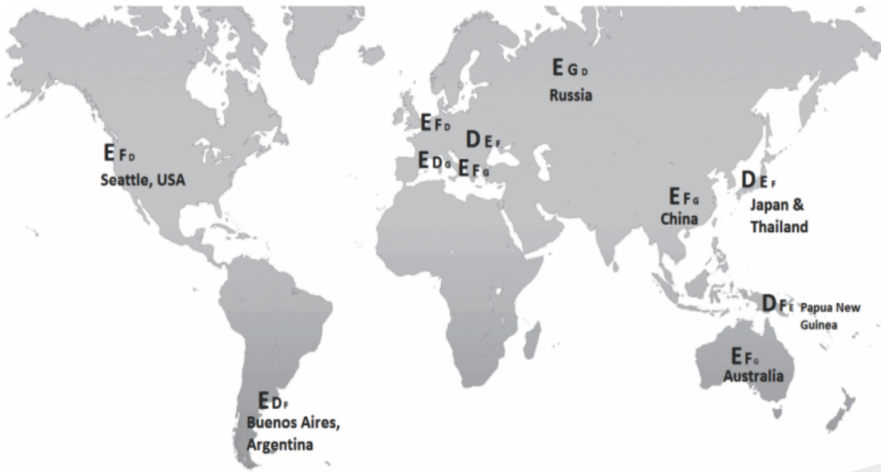 E G D
Russia
E F D
D E F
E F D
Seattle, USA
E D G
E F G
D E F
Japan &
Thailand
E F G
China
D F E
Papua New
Guinea
E F G
Australia
E D F
Buenos Aires,
Argentina